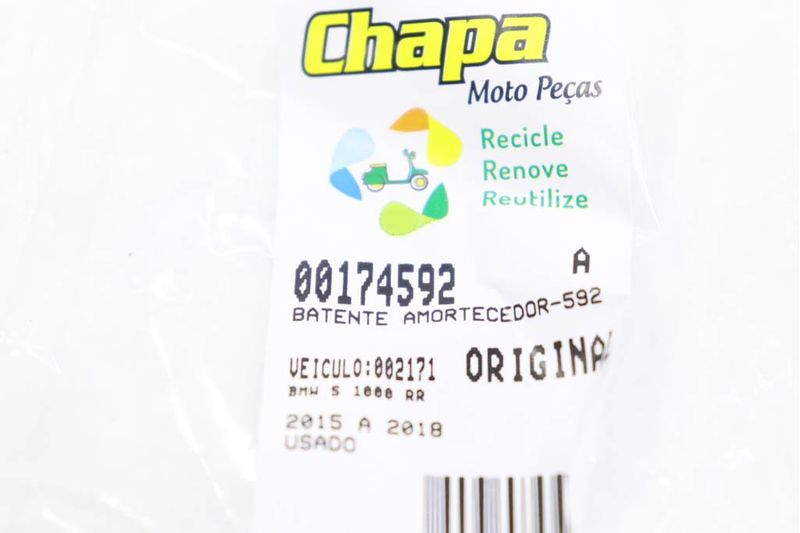 Chapa
Moto Peças
Recicle
Renove
Reutilize
A
00174592
BATENTE AMORTECEDOR-592
VEICULO:002171 ORIGINA
BMW S 1000 RR
2015 A 2018
USADO